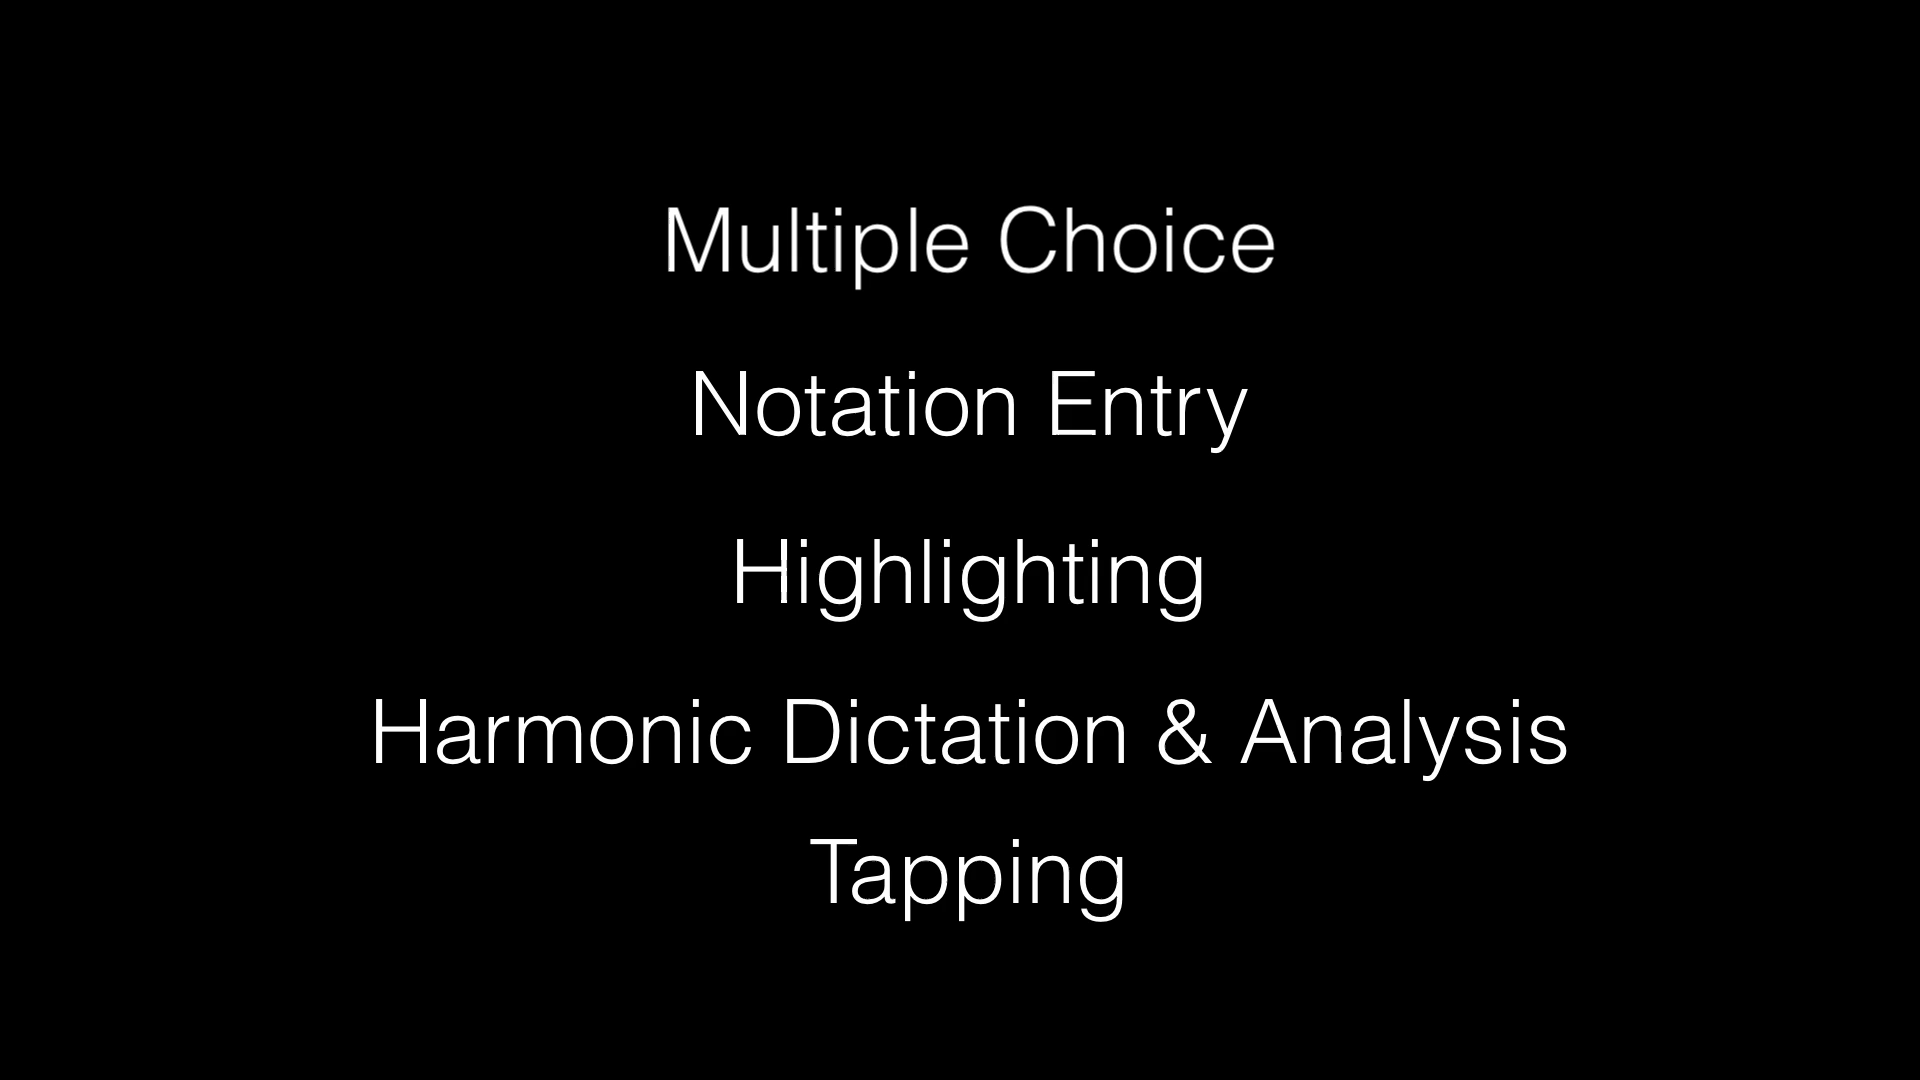 Multiple Choice
Notation Entry
Highlighting
Harmonic Dictation & Analysis
Tapping